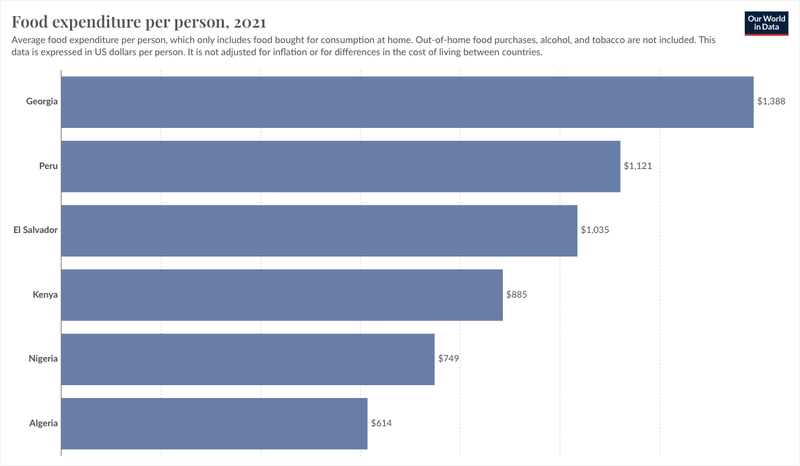 Food expenditure per person, 2021
Our World
in Data
Average food expenditure per person, which only includes food bought for consumption at home. Out-of-home food purchases, alcohol, and tobacco are not included. This
data is expressed in US dollars per person. It is not adjusted for inflation or for differences in the cost of living between countries.
Georgia $1,388
Peru $1,121
El Salvador $1,035
Kenya $885
Nigeria $749
Algeria $614